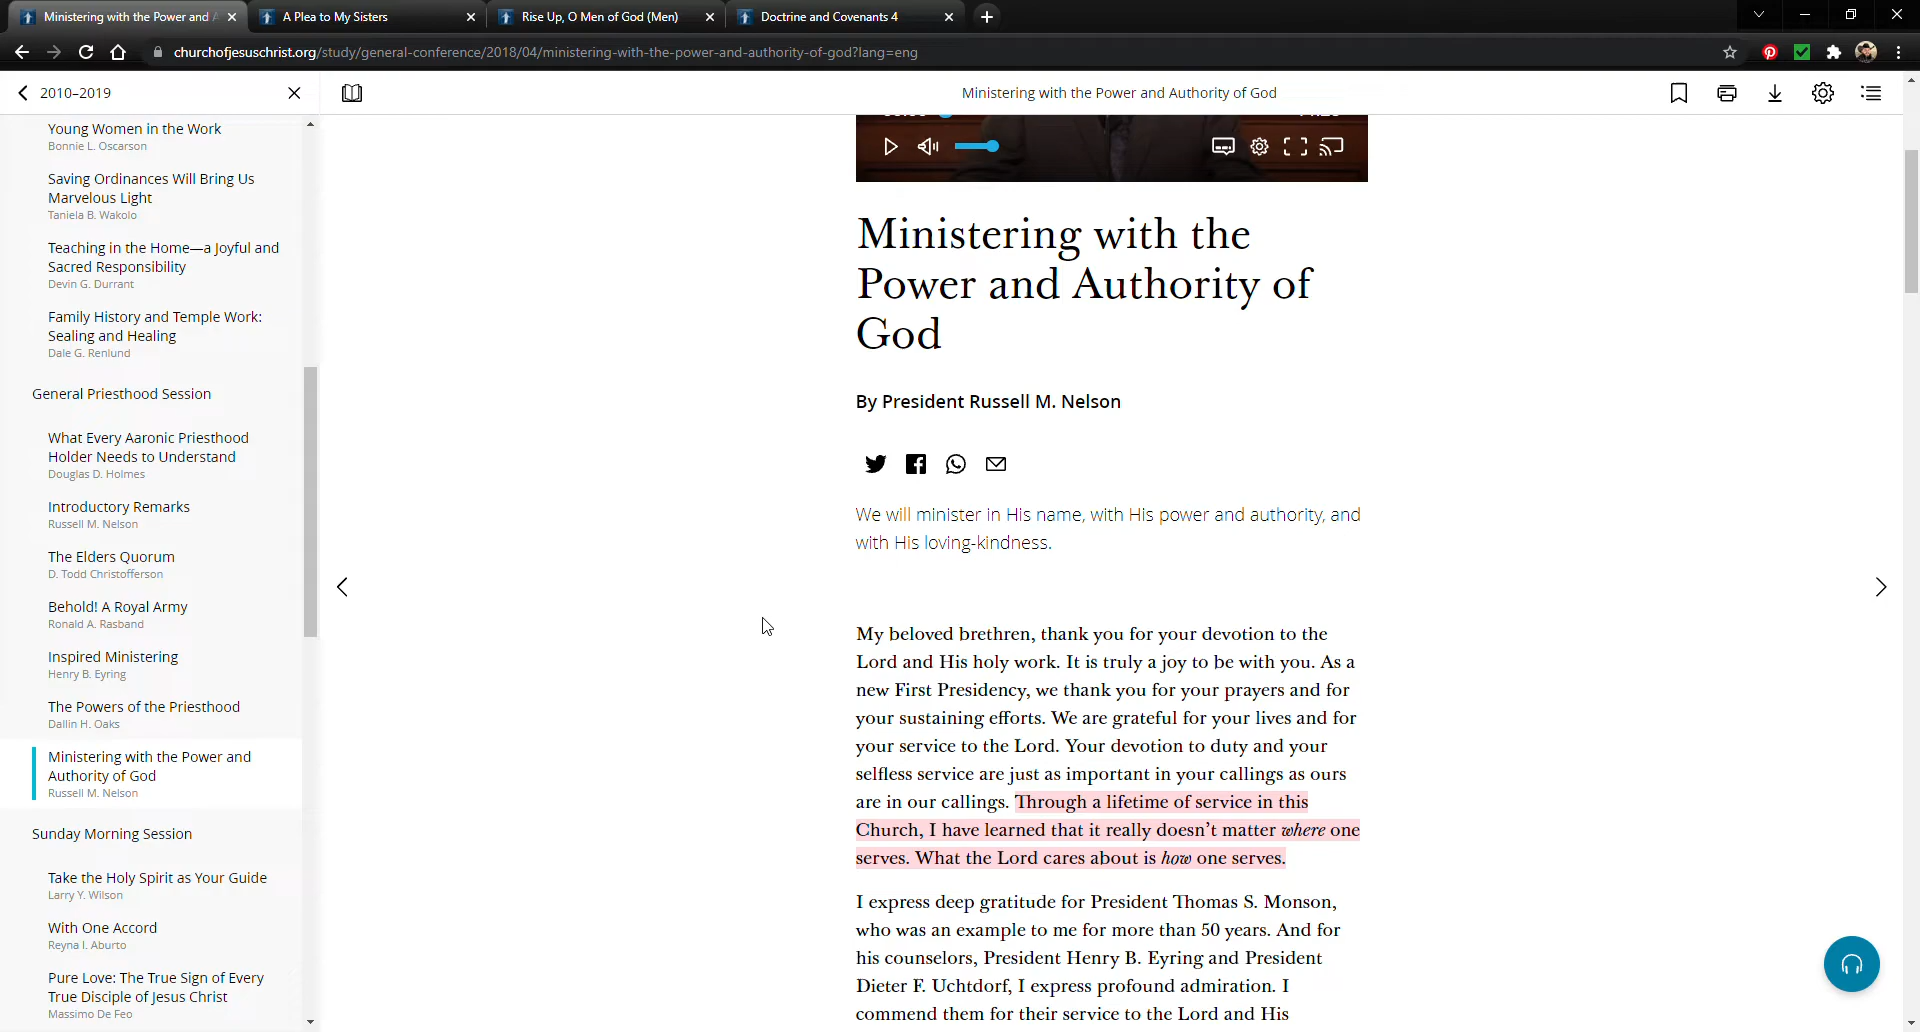 Ministering with the Power and A
A Plea to My Sisters
Rise Up, O Men of God (Men)
Doctrine and Covenants 4
churchofjesuschrist.org/study/general-conference/2018/04/ministering-with-the-power-and-authority-of-god?lang=eng
2010–2019
Ministering with the Power and Authority of God
Young Women in the Work
Bonnie L. Oscarson
Saving Ordinances Will Bring Us
Marvelous Light
Taniela B. Wakolo
Teaching in the Home—a Joyful and
Sacred Responsibility
Devin G. Durrant
Family History and Temple Work:
Sealing and Healing
Dale G. Renlund
General Priesthood Session
What Every Aaronic Priesthood
Holder Needs to Understand
Douglas D. Holmes
Introductory Remarks
Russell M. Nelson
The Elders Quorum
D. Todd Christofferson
Behold! A Royal Army
Ronald A. Rasband
Inspired Ministering
Henry B. Eyring
The Powers of the Priesthood
Dallin H. Oaks
Ministering with the Power and
Authority of God
Russell M. Nelson
Sunday Morning Session
Take the Holy Spirit as Your Guide
Larry Y. Wilson
With One Accord
Reyna I. Aburto
Pure Love: The True Sign of Every
True Disciple of Jesus Christ
Massimo De Feo
Ministering with the
Power and Authority of
God
By President Russell M. Nelson
We will minister in His name, with His power and authority, and
with His loving-kindness.
My beloved brethren, thank you for your devotion to the
Lord and His holy work. It is truly a joy to be with you. As a
new First Presidency, we thank you for your prayers and for
your sustaining efforts. We are grateful for your lives and for
your service to the Lord. Your devotion to duty and your
selfless service are just as important in your callings as ours
are in our callings. Through a lifetime of service in this
Church, I have learned that it really doesn’t matter where one
serves. What the Lord cares about is how one serves.
I express deep gratitude for President Thomas S. Monson,
who was an example to me for more than 50 years. And for
his counselors, President Henry B. Eyring and President
Dieter F. Uchtdorf, I express profound admiration. I
commend them for their service to the Lord and His